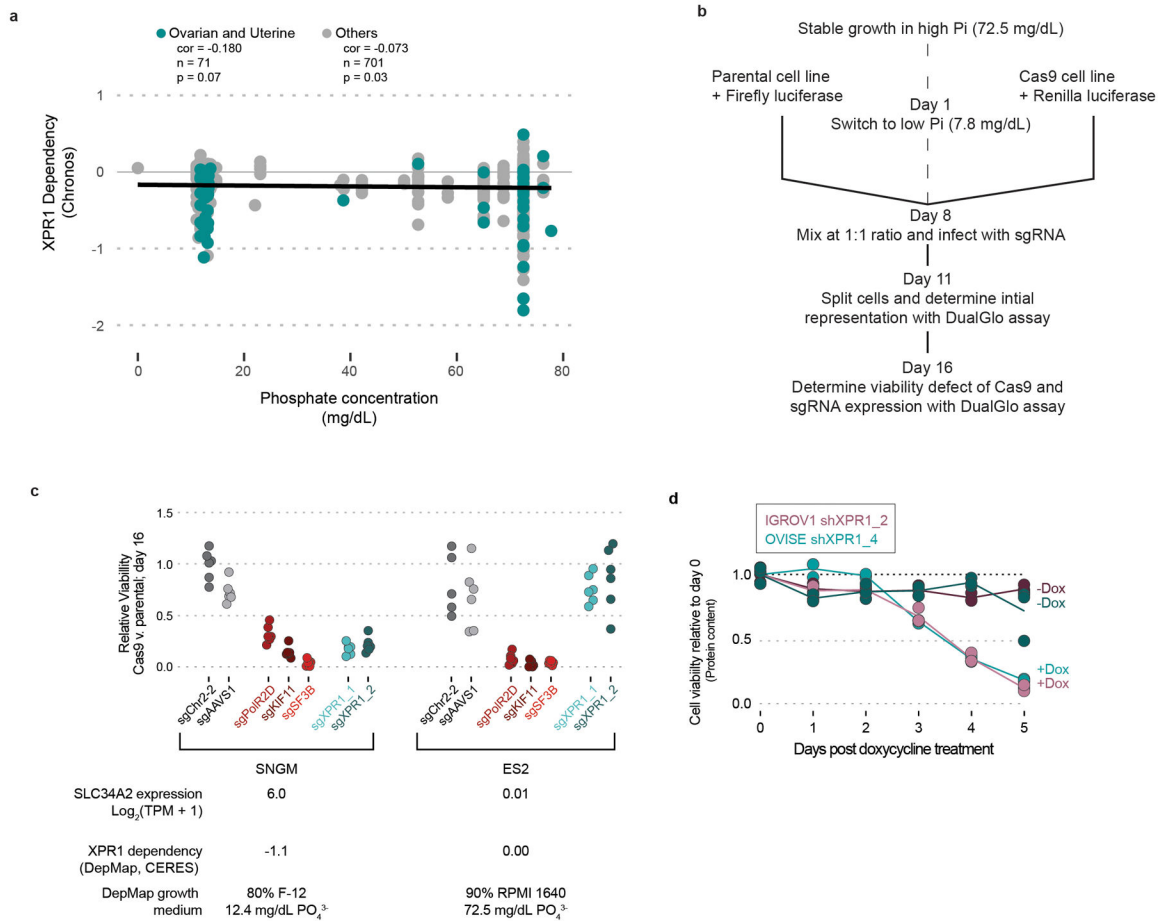 a
Ovarian and Uterine
cor = -0.180
n = 71
p = 0.07
Others
cor = -0.073
n = 701
p = 0.03
XPR1 Dependency
(Chronos)
1
0
-1
-2
0
20
40
60
80
Phosphate concentration
(mg/dL)
b
Stable growth in high Pi (72.5 mg/dL)
Parental cell line
+ Firefly luciferase
Cas9 cell line
+ Renilla luciferase
Day 1
Switch to low Pi (7.8 mg/dL)
Day 8
Mix at 1:1 ratio and infect with sgRNA
Day 11
Split cells and determine intial
representation with DualGlo assay
Day 16
Determine viability defect of Cas9 and
sgRNA expression with DualGlo assay
c
Relative Viability
Cas9 v. parental; day 16
1.5
1.0
0.5
0.0
sgChr2-2
sgAAVS1
sgPolR2D
sgKIF11
sgSF3B
sgXPR1_1
sgXPR1_2
sgChr2-2
sgAAVS1
sgPolR2D
sgKIF11
sgSF3B
sgXPR1_1
sgXPR1_2
SNGM
ES2
SLC34A2 expression
Log₂(TPM + 1)
6.0
0.01
XPR1 dependency
(DepMap, CERES)
-1.1
0.00
DepMap growth
medium
80% F-12
12.4 mg/dL PO₄³⁻
90% RPMI 1640
72.5 mg/dL PO₄³⁻
d
IGROV1 shXPR1_2
OVISE shXPR1_4
Cell viability relative to day 0
(Protein content)
1.0
0.5
0.0
-Dox
-Dox
+Dox
+Dox
0
1
2
3
4
5
Days post doxycycline treatment